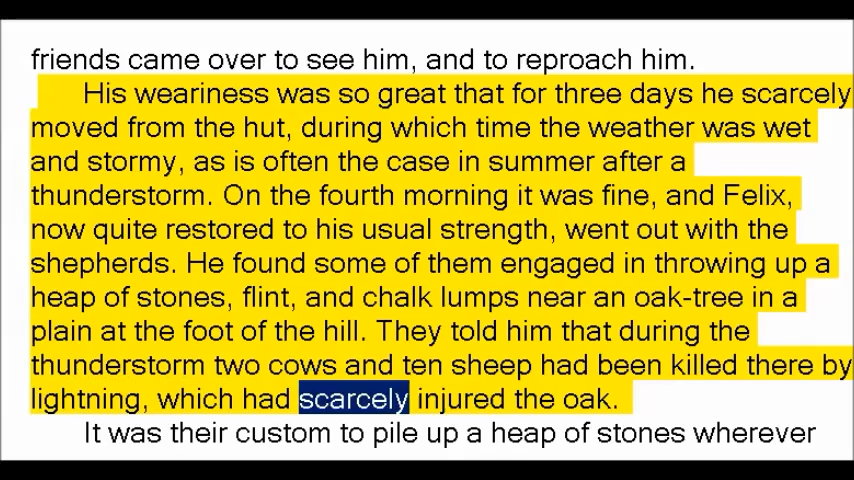 friends came over to see him, and to reproach him.
His weariness was so great that for three days he scarcely
moved from the hut, during which time the weather was wet
and stormy, as is often the case in summer after a
thunderstorm. On the fourth morning it was fine, and Felix,
now quite restored to his usual strength, went out with the
shepherds. He found some of them engaged in throwing up a
heap of stones, flint, and chalk lumps near an oak-tree in a
plain at the foot of the hill. They told him that during the
thunderstorm two cows and ten sheep had been killed there by
lightning, which had scarcely injured the oak.
It was their custom to pile up a heap of stones wherever